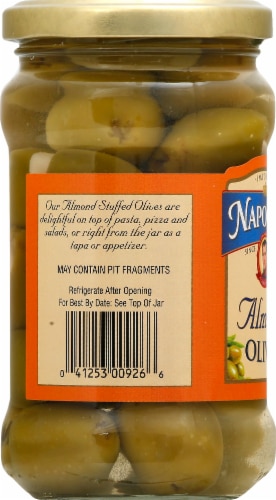 Our Almond Stuffed Olives are
delightful on top of pasta, pizza and
salads, or right from the jar as a
tapa or appetizer.
MAY CONTAIN PIT FRAGMENTS
Refrigerate After Opening
For Best By Date: See Top Of Jar
0 41253 00926 6
NAPO
SINCE
Alm
OLI